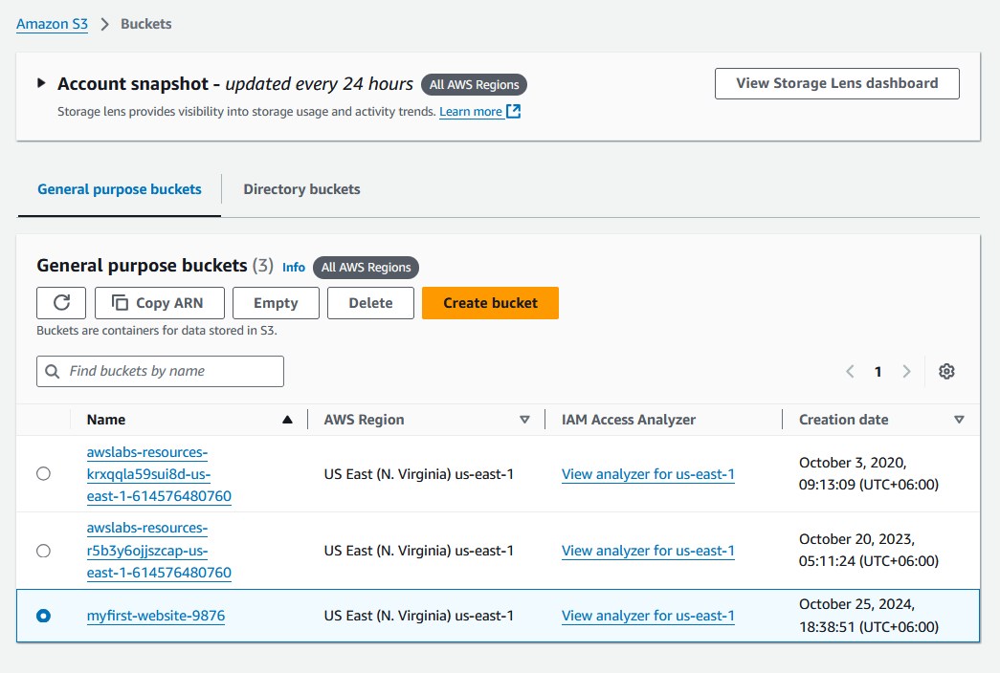 Amazon S3 > Buckets
Account snapshot - updated every 24 hours All AWS Regions
View Storage Lens dashboard
Storage lens provides visibility into storage usage and activity trends. Learn more
General purpose buckets
Directory buckets
General purpose buckets (3) Info All AWS Regions
Copy ARN Empty Delete Create bucket
Buckets are containers for data stored in S3.
Find buckets by name
1
Name AWS Region IAM Access Analyzer Creation date
awslabs-resources-
krxqqla59sui8d-us-
east-1-614576480760
US East (N. Virginia) us-east-1
View analyzer for us-east-1
October 3, 2020,
09:13:09 (UTC+06:00)
awslabs-resources-
r5b3y6ojjszcap-us-
east-1-614576480760
US East (N. Virginia) us-east-1
View analyzer for us-east-1
October 20, 2023,
05:11:24 (UTC+06:00)
myfirst-website-9876
US East (N. Virginia) us-east-1
View analyzer for us-east-1
October 25, 2024,
18:38:51 (UTC+06:00)